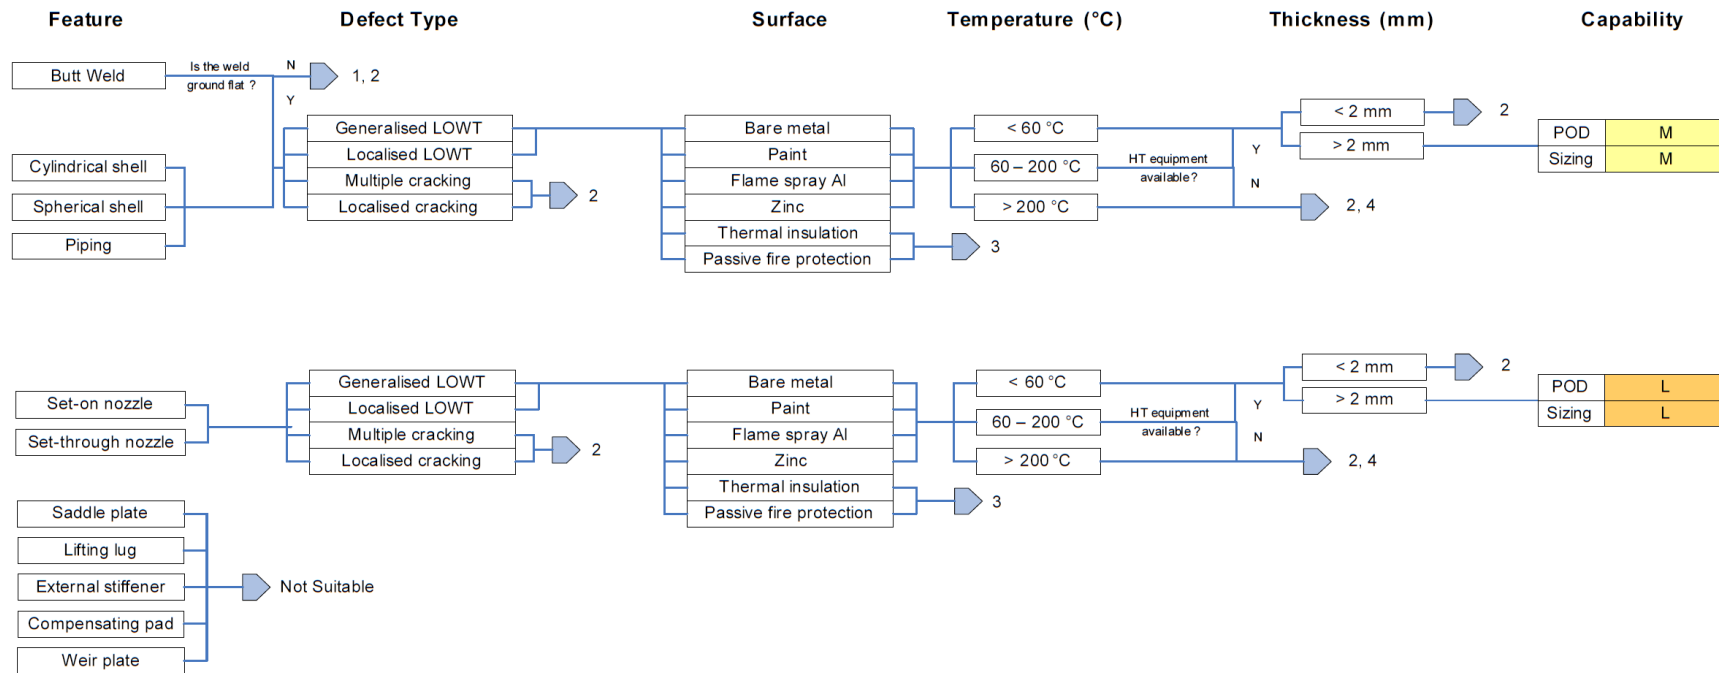 Feature Defect Type Surface Temperature (°C) Thickness (mm) Capability
Butt Weld
Is the weld
ground flat ?
N
Y
1, 2
Cylindrical shell
Spherical shell
Piping
Generalised LOWT
Localised LOWT
Multiple cracking
Localised cracking
2
Bare metal
Paint
Flame spray Al
Zinc
Thermal insulation
Passive fire protection
3
< 60 °C
60 – 200 °C
> 200 °C
HT equipment
available ?
Y
N
2, 4
< 2 mm
> 2 mm
2
POD M
Sizing M
Set-on nozzle
Set-through nozzle
Generalised LOWT
Localised LOWT
Multiple cracking
Localised cracking
2
Bare metal
Paint
Flame spray Al
Zinc
Thermal insulation
Passive fire protection
3
< 60 °C
60 – 200 °C
> 200 °C
HT equipment
available ?
Y
N
2, 4
< 2 mm
> 2 mm
2
POD L
Sizing L
Saddle plate
Lifting lug
External stiffener
Compensating pad
Weir plate
Not Suitable